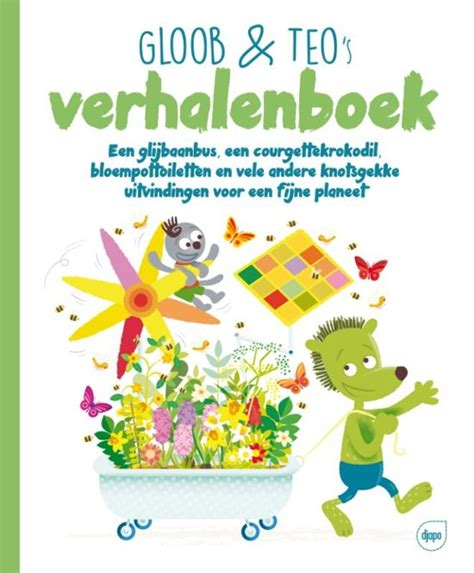 GLOOB & TEO's
verhalenboek
Een glijbaanbus, een courgettekrokodil,
bloempottoiletten en vele andere knotsgekke
uitvindingen voor een fijne planeet
djapo